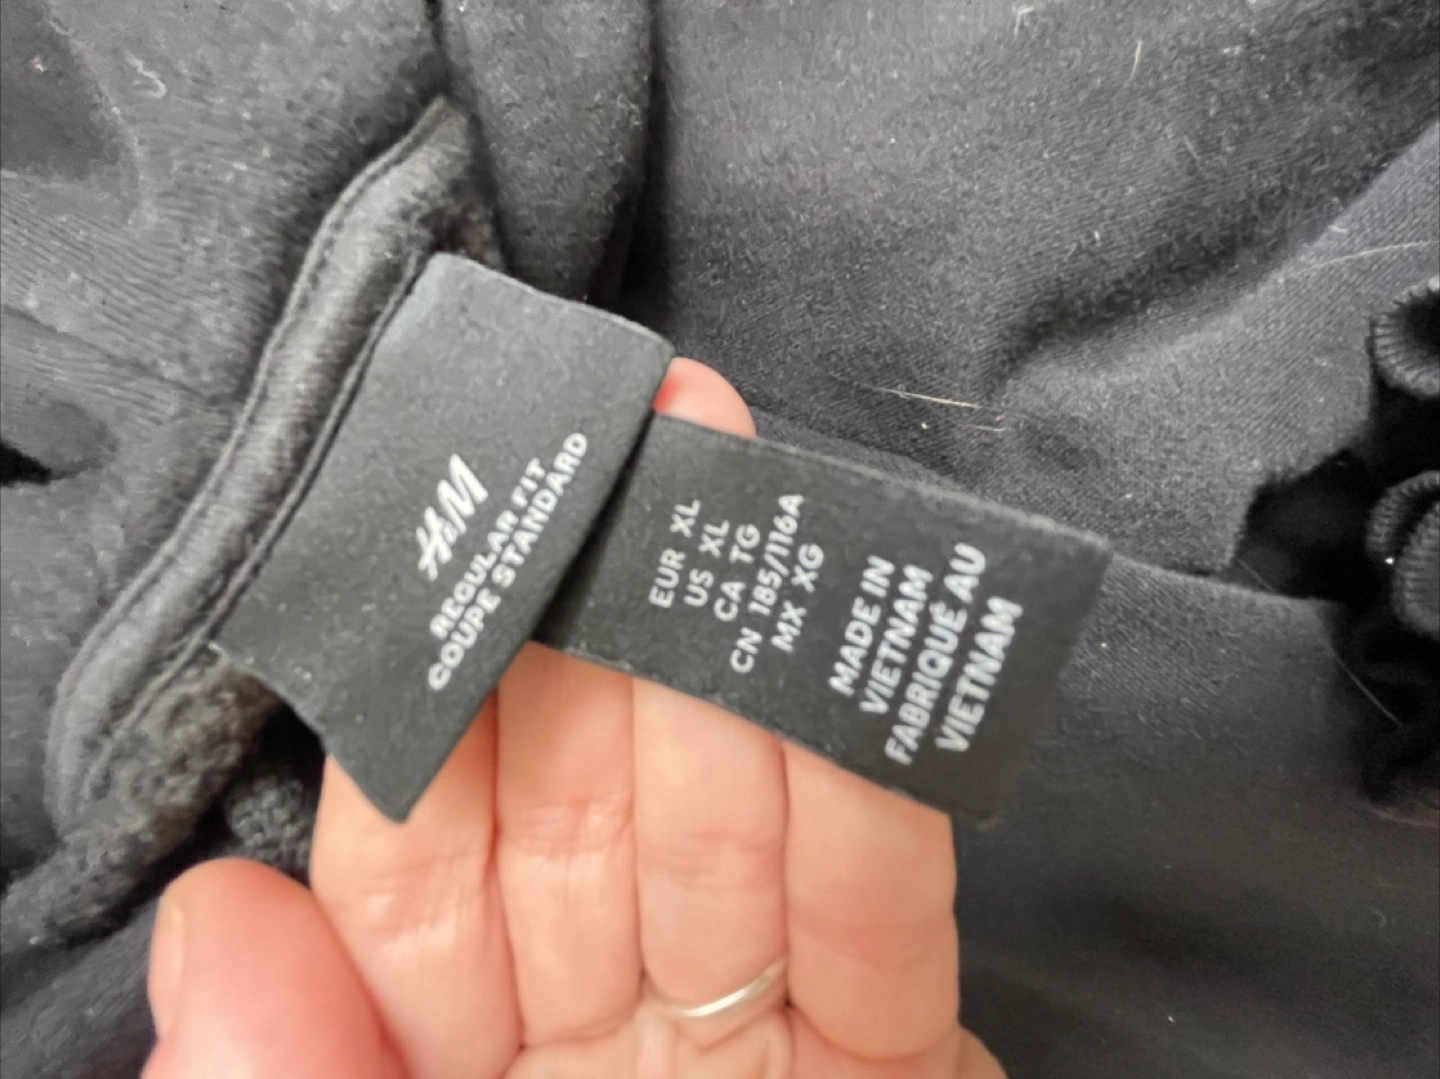 H&M
REGULAR FIT
COUPE STANDARD
EUR XL
US XL
CA TG
CN 185/116A
MX XG
MADE IN
VIETNAM
FABRIQUÉ AU
VIETNAM